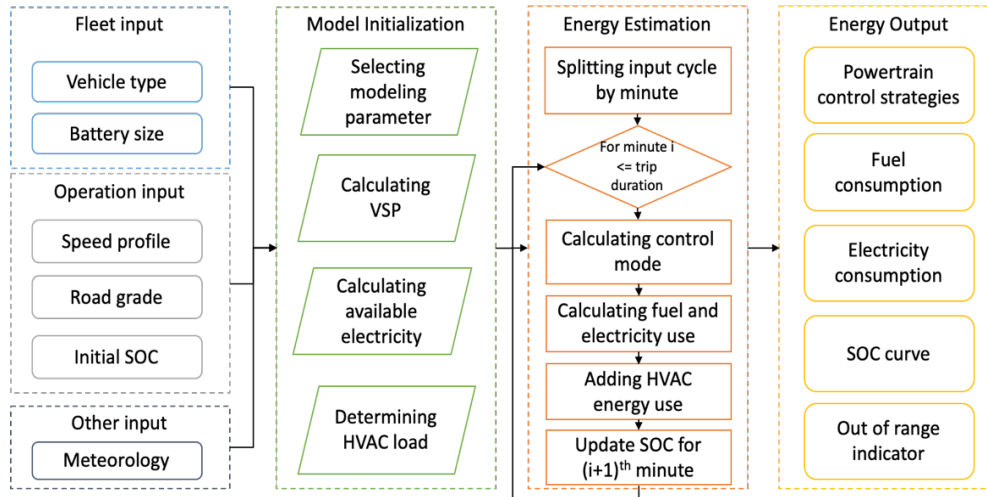 Fleet input
Vehicle type
Battery size
Operation input
Speed profile
Road grade
Initial SOC
Other input
Meteorology
Model Initialization
Selecting
modeling
parameter
Calculating
VSP
Calculating
available
electricity
Determining
HVAC load
Energy Estimation
Splitting input cycle
by minute
For minute i
<= trip
duration
Calculating control
mode
Calculating fuel and
electricity use
Adding HVAC
energy use
Update SOC for
(i+1)th minute
Energy Output
Powertrain
control strategies
Fuel
consumption
Electricity
consumption
SOC curve
Out of range
indicator